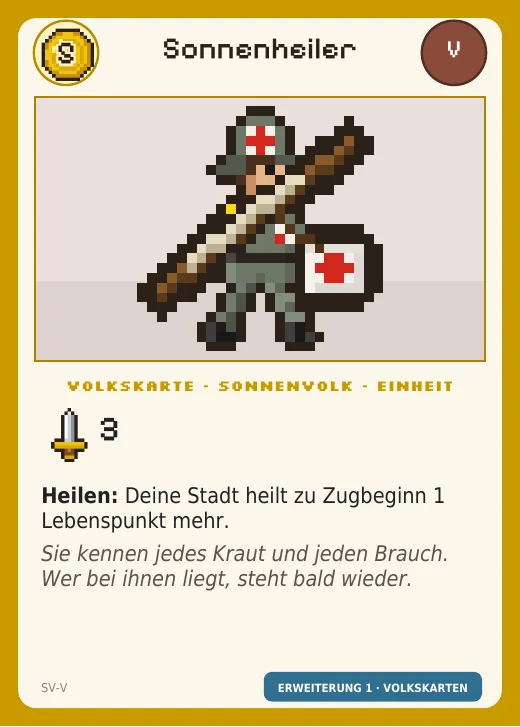 S
Sonnenheiler
V
VOLKSKARTE - SONNENVOLK - EINHEIT
3
Heilen: Deine Stadt heilt zu Zugbeginn 1
Lebenspunkt mehr.
Sie kennen jedes Kraut und jeden Brauch.
Wer bei ihnen liegt, steht bald wieder.
SV-V
ERWEITERUNG 1 · VOLKSKARTEN